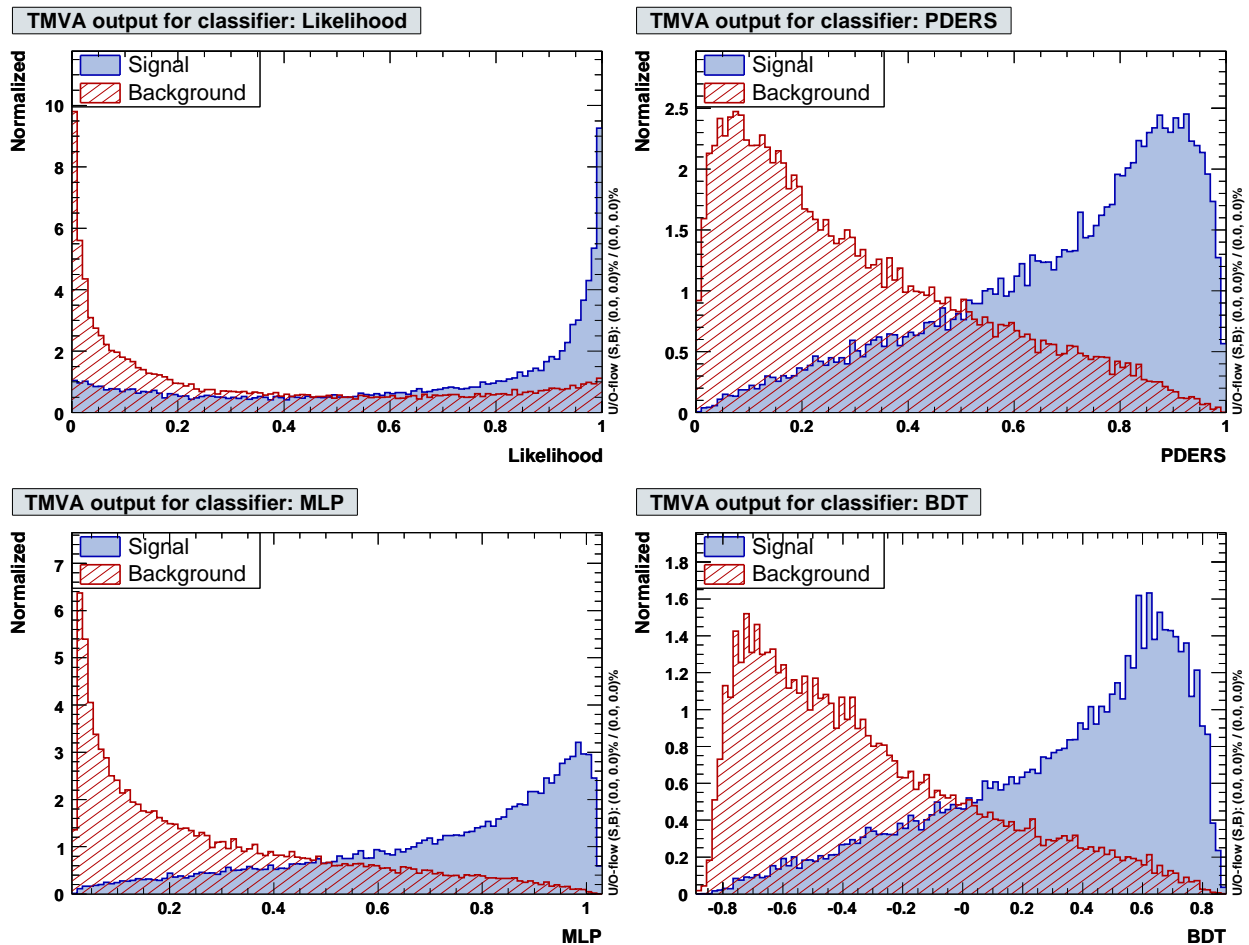 TMVA output for classifier: Likelihood
Normalized
Signal
Background
10
8
6
4
2
0
0 0.2 0.4 0.6 0.8 1
Likelihood
U/O-flow (S,B): (0.0, 0.0)% / (0.0, 0.0)%
TMVA output for classifier: PDERS
Normalized
Signal
Background
2.5
2
1.5
1
0.5
0
0 0.2 0.4 0.6 0.8 1
PDERS
U/O-flow (S,B): (0.0, 0.0)% / (0.0, 0.0)%
TMVA output for classifier: MLP
Normalized
Signal
Background
7
6
5
4
3
2
1
0
0.2 0.4 0.6 0.8 1
MLP
U/O-flow (S,B): (0.0, 0.0)% / (0.0, 0.0)%
TMVA output for classifier: BDT
Normalized
Signal
Background
1.8
1.6
1.4
1.2
1
0.8
0.6
0.4
0.2
0
-0.8 -0.6 -0.4 -0.2 -0 0.2 0.4 0.6 0.8
BDT
U/O-flow (S,B): (0.0, 0.0)% / (0.0, 0.0)%